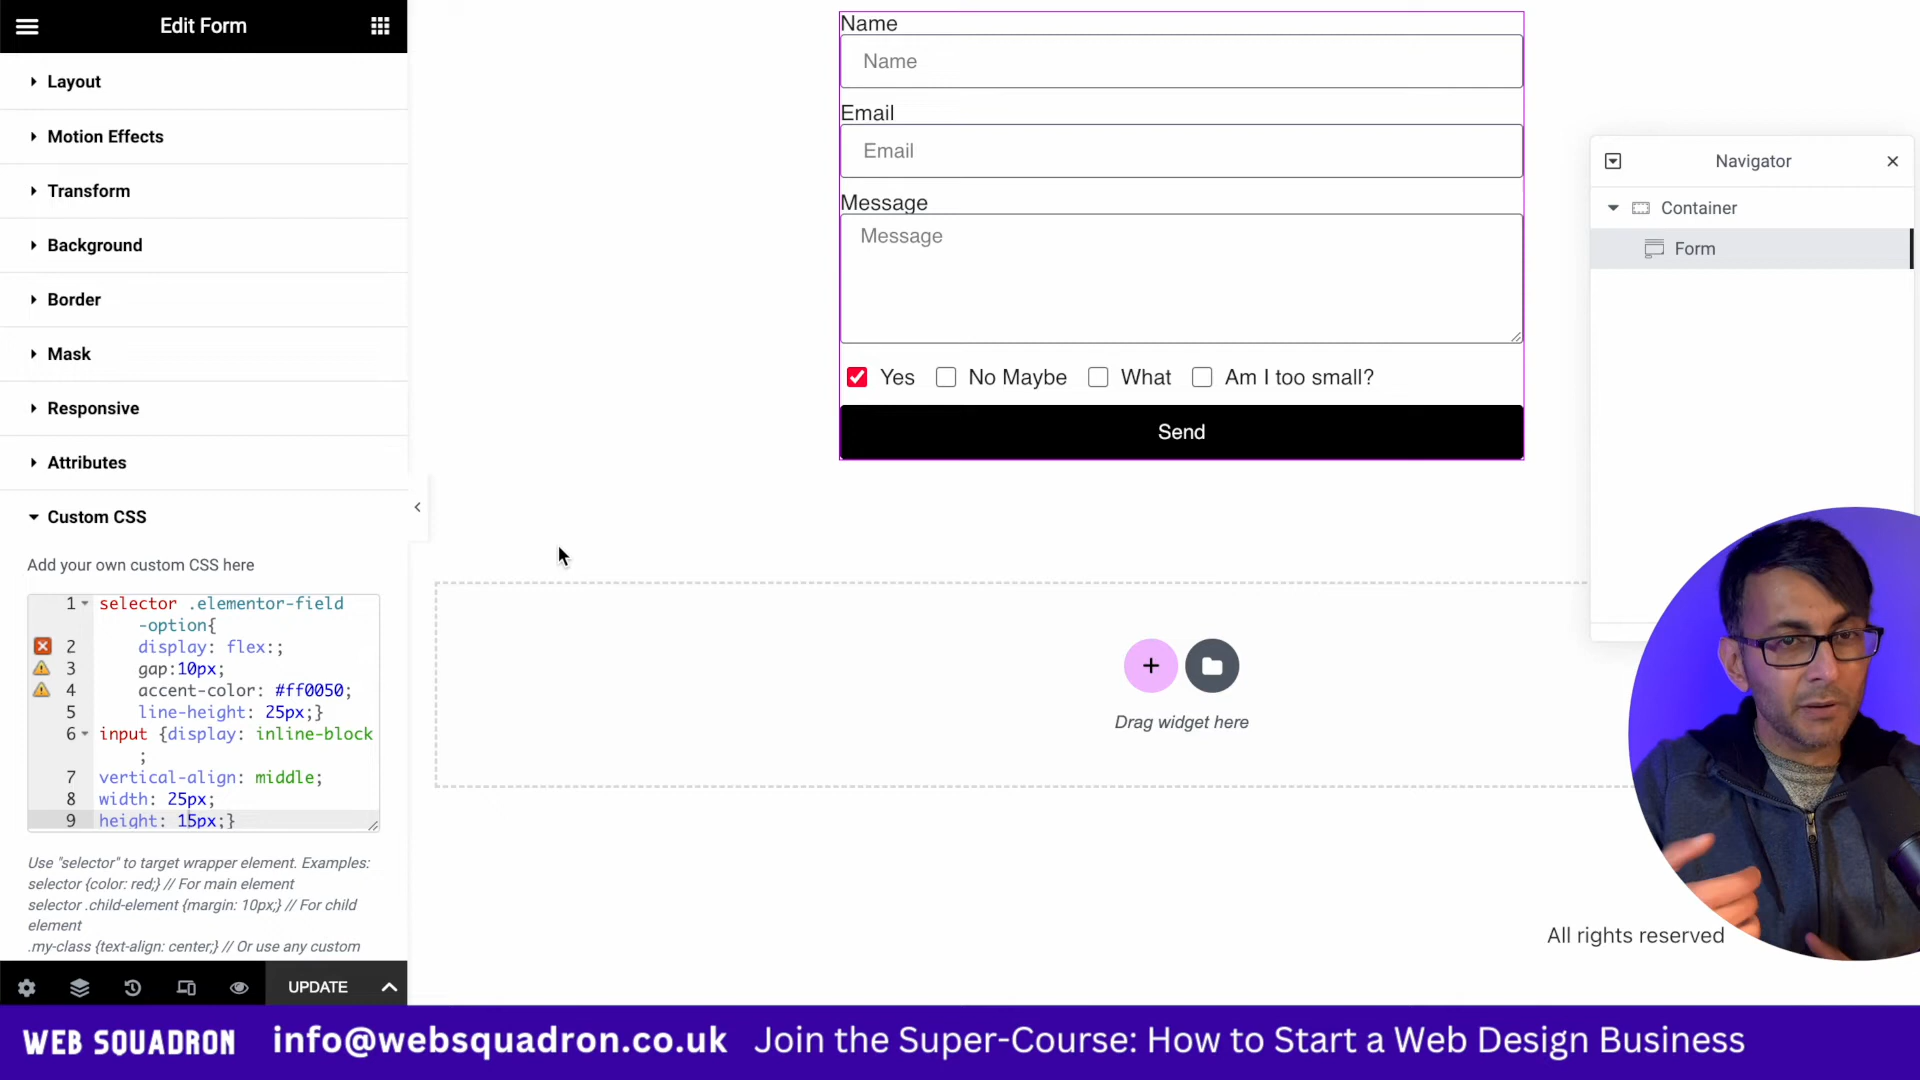 Edit Form
Layout
Motion Effects
Transform
Background
Border
Mask
Responsive
Attributes
Custom CSS
Add your own custom CSS here
1 selector .elementor-field
-option{
2 display: flex:;
3 gap:10px;
4 accent-color: #ff0050;
5 line-height: 25px;}
6 input {display: inline-block
;
7 vertical-align: middle;
8 width: 25px;
9 height: 15px;}
Use "selector" to target wrapper element. Examples:
selector {color: red;} // For main element
selector .child-element {margin: 10px;} // For child
element
.my-class {text-align: center;} // Or use any custom
UPDATE
Name
Name
Email
Email
Message
Message
Yes No Maybe What Am I too small?
Send
Drag widget here
All rights reserved
Navigator
Container
Form
WEB SQUADRON info@websquadron.co.uk Join the Super-Course: How to Start a Web Design Business